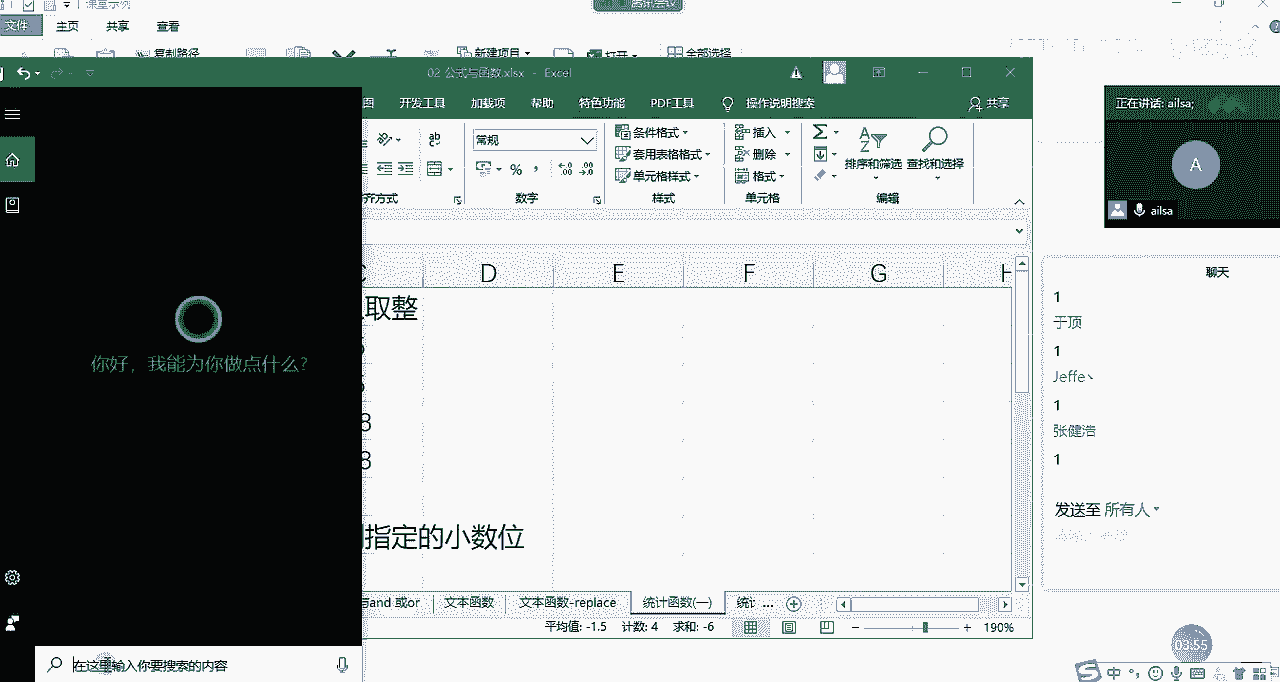 课堂示例
腾讯会议
文件 主页 共享 查看
复制路径 新建项目 打开 全部选择
02 公式与函数.xlsx - Excel
图 开发工具 加载项 帮助 特色功能 PDF工具 操作说明搜索 共享
常规
条件格式
套用表格格式
单元格样式
插入
删除
格式
排序和筛选 查找和选择
齐方式 数字 样式 单元格 编辑
C D E F G H
取整
8
8
指定的小数位
你好，我能为你做点什么?
and 或or 文本函数 文本函数-replace 统计函数(一) 统计 ...
平均值: -1.5 计数: 4 求和: -6 190%
在这里输入你要搜索的内容
正在讲话: ailsa;
A
ailsa
聊天
1
于顶
1
Jeffe丶
1
张健浩
1
发送至 所有人
03:55
中